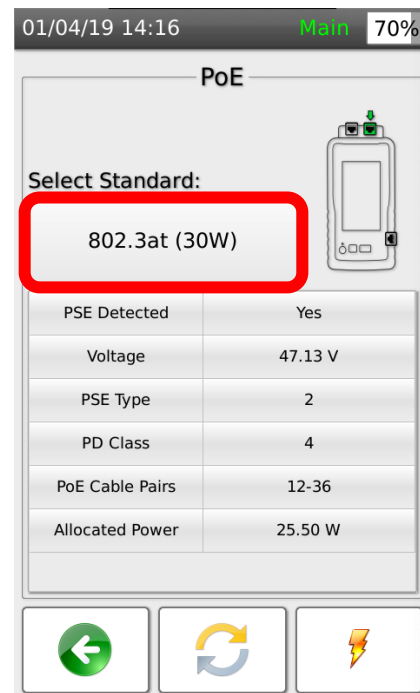 01/04/19 14:16 Main 70%
PoE
Select Standard:
802.3at (30W)
PSE Detected Yes
Voltage 47.13 V
PSE Type 2
PD Class 4
PoE Cable Pairs 12-36
Allocated Power 25.50 W